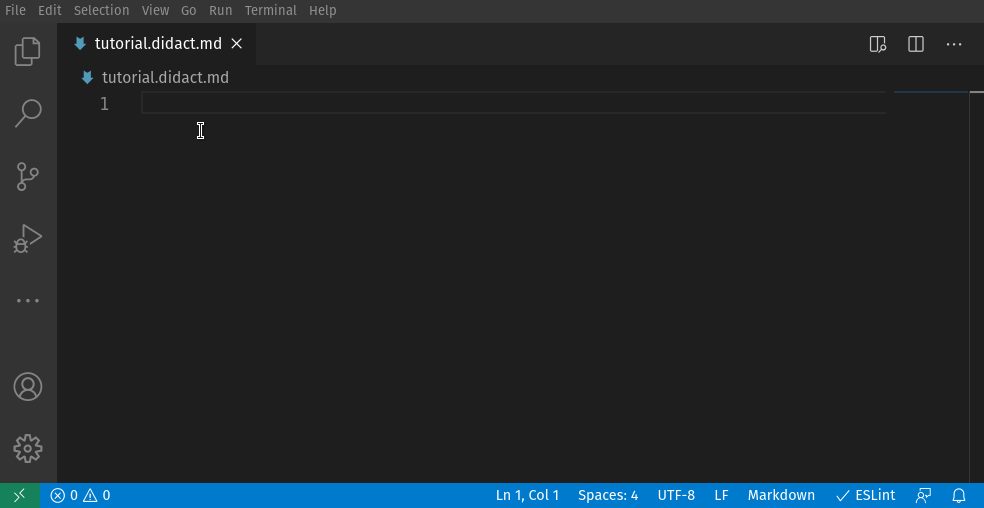 File Edit Selection View Go Run Terminal Help
tutorial.didact.md
tutorial.didact.md
1
0 0 Ln 1, Col 1 Spaces: 4 UTF-8 LF Markdown ESLint